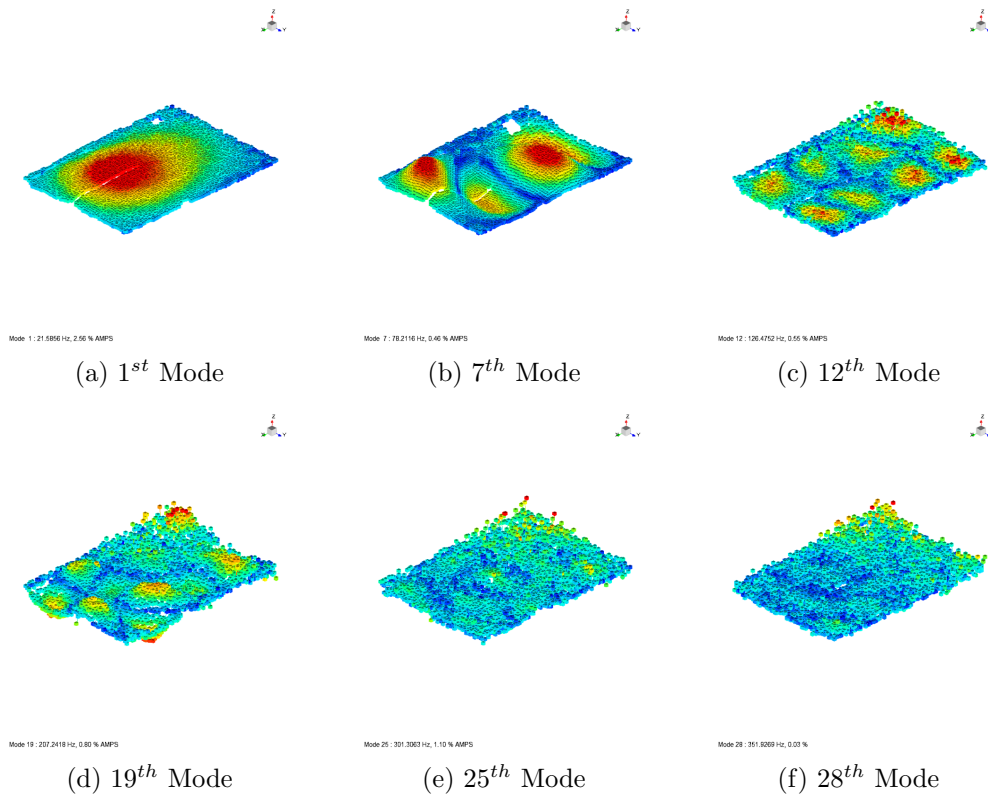 Z
Y
Z
Y
Z
Y
Mode 1 : 21.5856 Hz, 2.56 % AMPS
Mode 7 : 78.2116 Hz, 0.46 % AMPS
Mode 12 : 126.4752 Hz, 0.55 % AMPS
(a) 1st Mode
(b) 7th Mode
(c) 12th Mode
Z
Y
Z
Y
Z
Y
Mode 19 : 207.2418 Hz, 0.80 % AMPS
Mode 25 : 301.3063 Hz, 1.10 % AMPS
Mode 28 : 351.9269 Hz, 0.03 %
(d) 19th Mode
(e) 25th Mode
(f) 28th Mode